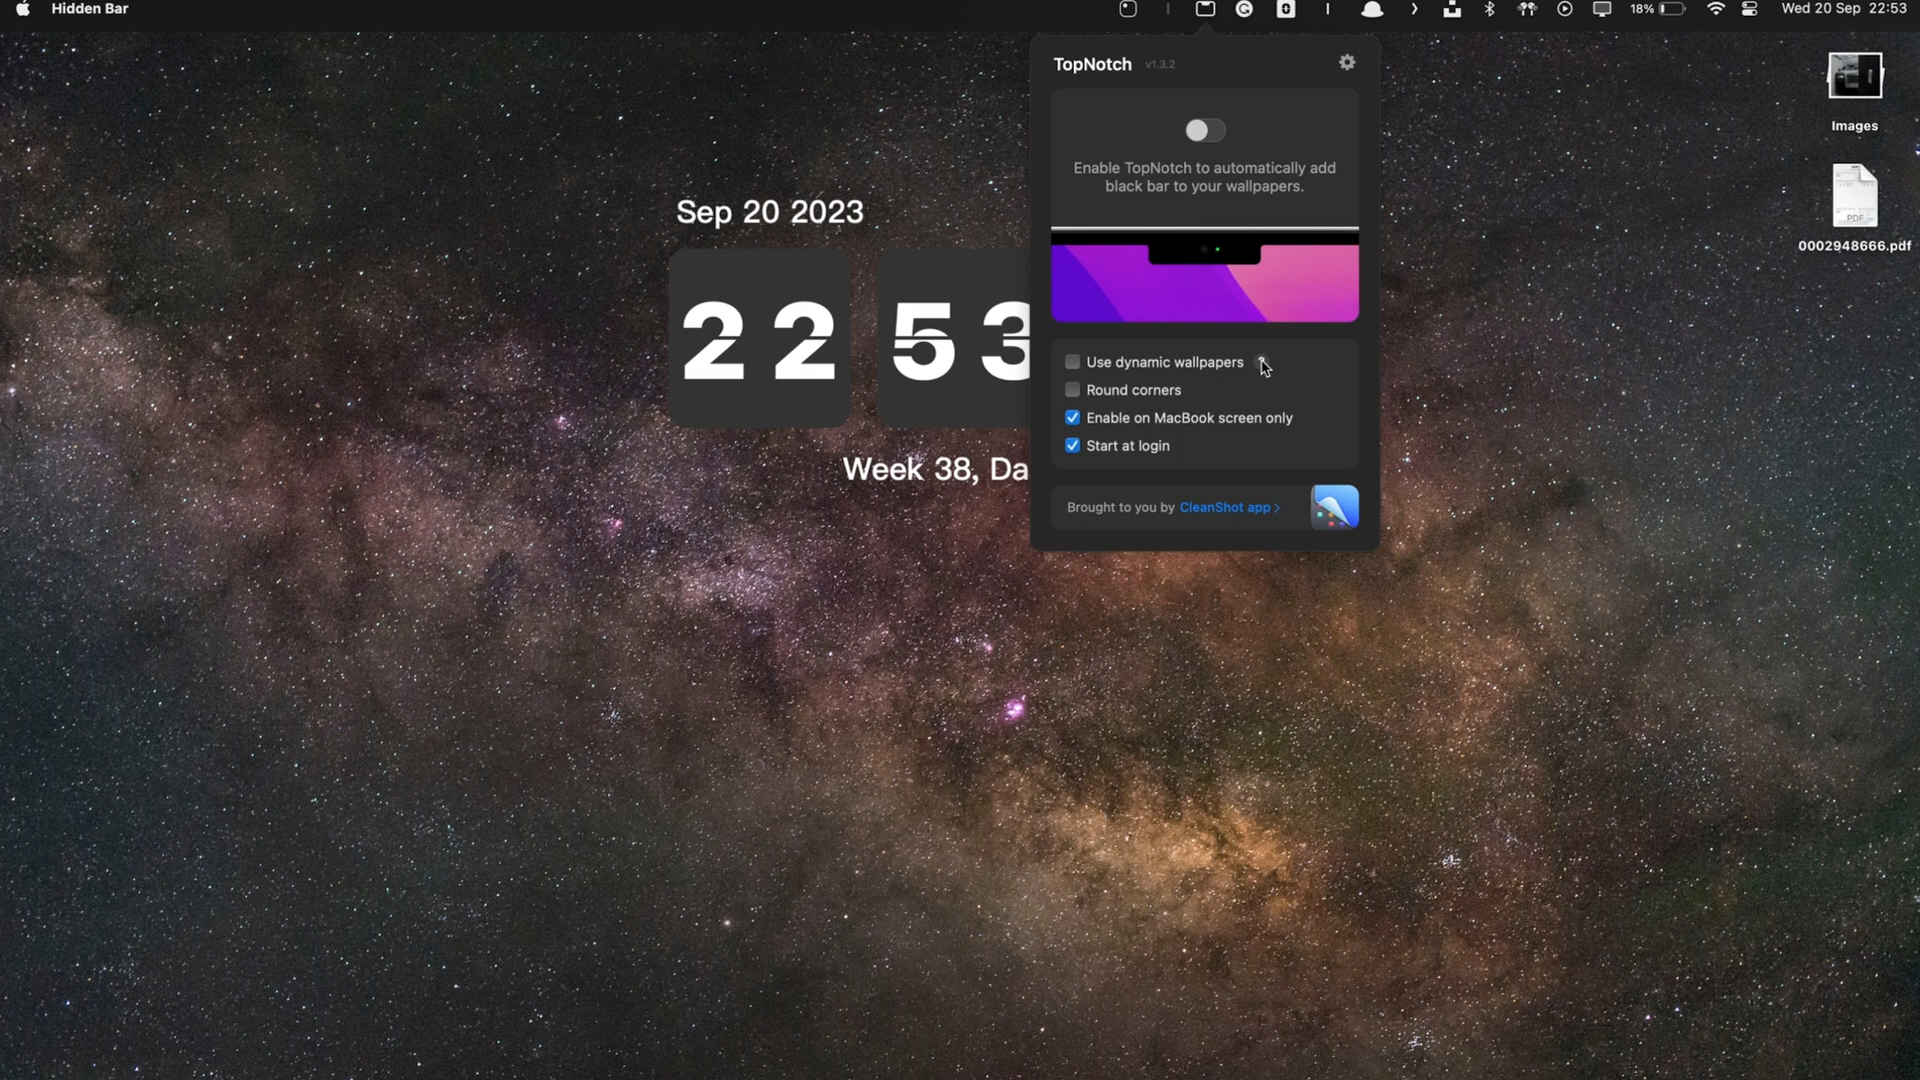 Hidden Bar
18%
Wed 20 Sep 22:53
TopNotch v1.3.2
Enable TopNotch to automatically add
black bar to your wallpapers.
Use dynamic wallpapers
Round corners
Enable on MacBook screen only
Start at login
Brought to you by CleanShot app >
Sep 20 2023
22 53
Week 38, Da
Images
PDF
0002948666.pdf